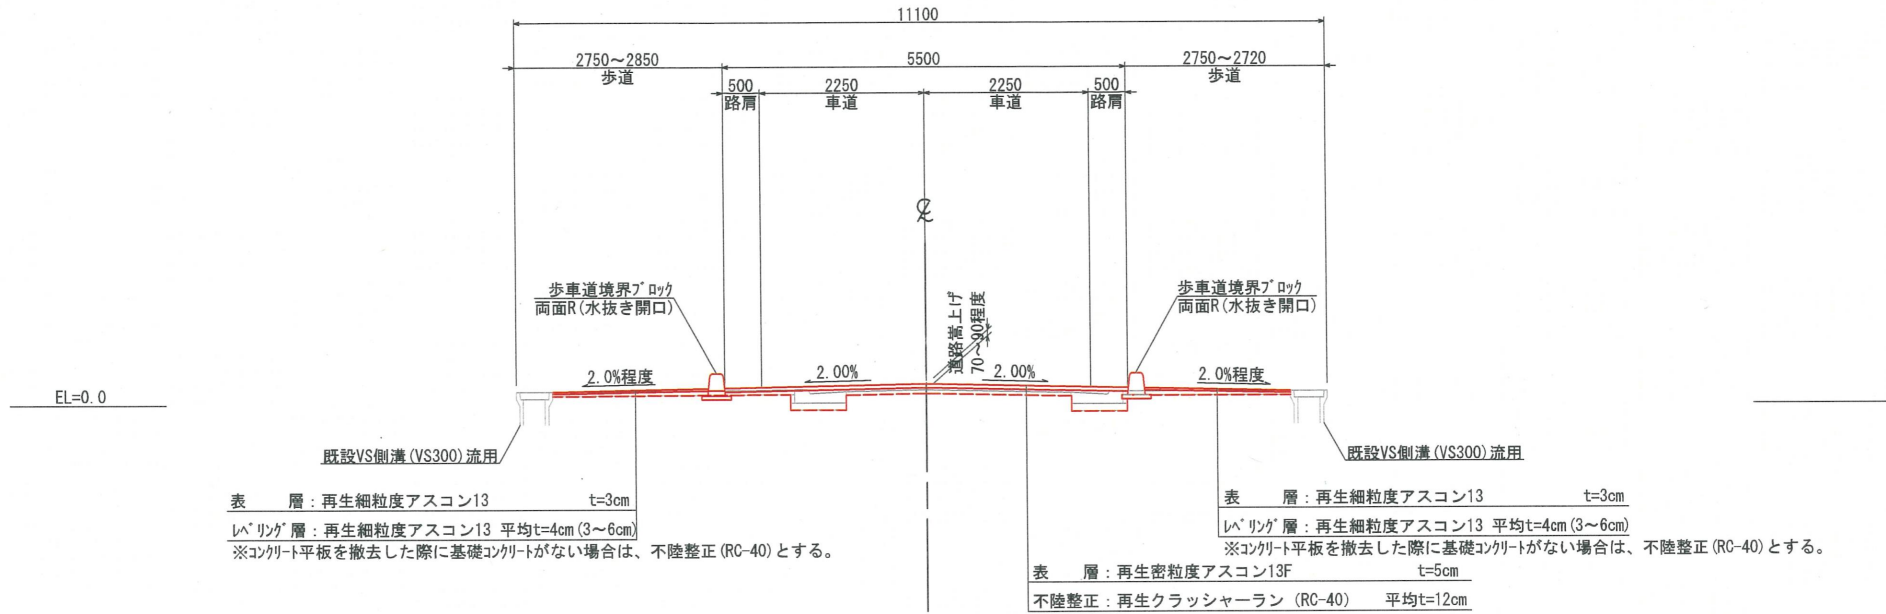 11100
2750～2850
5500
2750～2720
歩道
歩道
500
2250
2250
500
路肩
車道
車道
路肩
歩車道境界ﾌﾞﾛｯｸ
両面R(水抜き開口)
道路嵩上げ
70～90程度
歩車道境界ﾌﾞﾛｯｸ
両面R(水抜き開口)
2.0%程度
2.00%
2.00%
2.0%程度
EL=0.0
既設VS側溝(VS300)流用
既設VS側溝(VS300)流用
表　　層：再生細粒度アスコン13　t=3cm
ﾚﾍﾞﾘﾝｸﾞ層：再生細粒度アスコン13 平均t=4cm(3～6cm)
※ｺﾝｸﾘｰﾄ平板を撤去した際に基礎ｺﾝｸﾘｰﾄがない場合は、不陸整正(RC-40)とする。
表　　層：再生細粒度アスコン13　t=3cm
ﾚﾍﾞﾘﾝｸﾞ層：再生細粒度アスコン13 平均t=4cm(3～6cm)
※ｺﾝｸﾘｰﾄ平板を撤去した際に基礎ｺﾝｸﾘｰﾄがない場合は、不陸整正(RC-40)とする。
表　　層：再生密粒度アスコン13F　t=5cm
不陸整正：再生クラッシャーラン（RC-40）　平均t=12cm